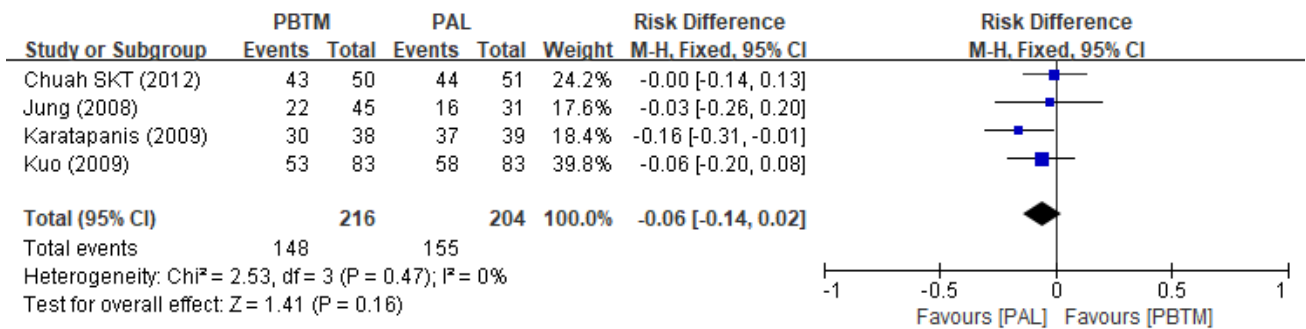 PBTM PAL Risk Difference Risk Difference
Study or Subgroup Events Total Events Total Weight M-H, Fixed, 95% CI M-H, Fixed, 95% CI
Chuah SKT (2012) 43 50 44 51 24.2% -0.00 [-0.14, 0.13]
Jung (2008) 22 45 16 31 17.6% -0.03 [-0.26, 0.20]
Karatapanis (2009) 30 38 37 39 18.4% -0.16 [-0.31, -0.01]
Kuo (2009) 53 83 58 83 39.8% -0.06 [-0.20, 0.08]
Total (95% CI) 216 204 100.0% -0.06 [-0.14, 0.02]
Total events 148 155
Heterogeneity: Chi² = 2.53, df = 3 (P = 0.47); I² = 0%
Test for overall effect: Z = 1.41 (P = 0.16)
-1 -0.5 0 0.5 1
Favours [PAL] Favours [PBTM]